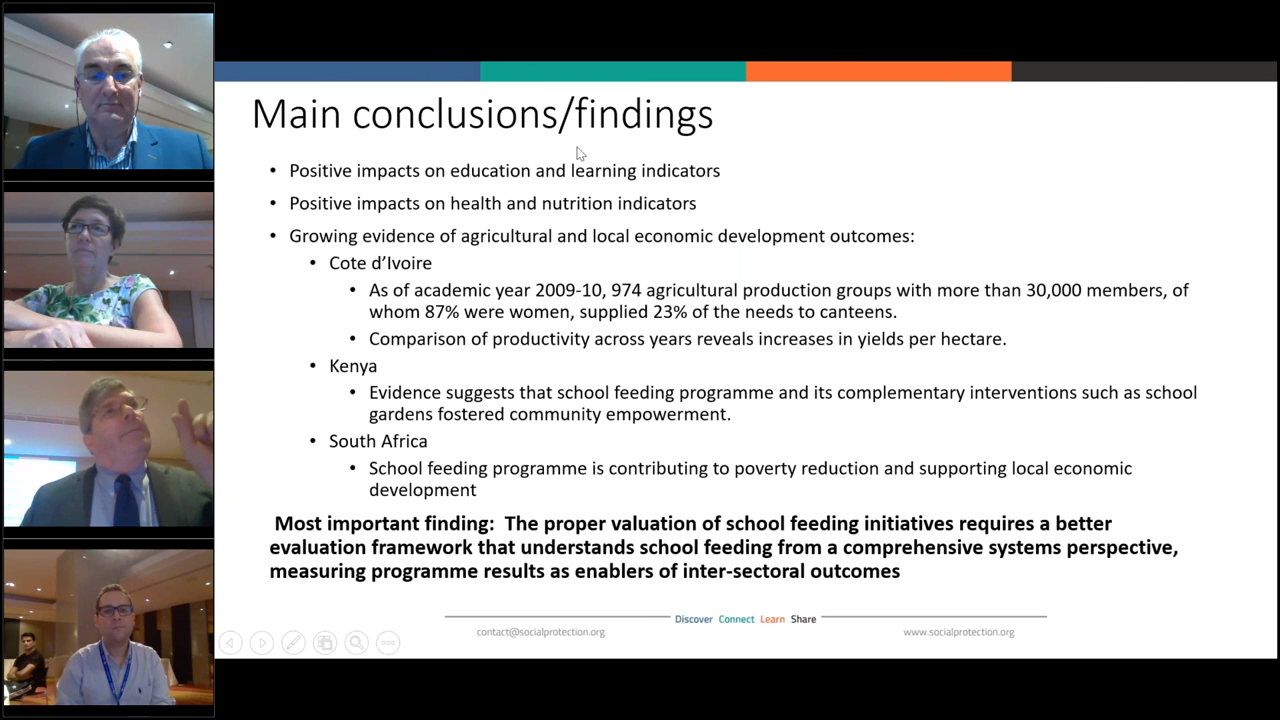 Main conclusions/findings
• Positive impacts on education and learning indicators
• Positive impacts on health and nutrition indicators
• Growing evidence of agricultural and local economic development outcomes:
• Cote d’Ivoire
• As of academic year 2009-10, 974 agricultural production groups with more than 30,000 members, of
whom 87% were women, supplied 23% of the needs to canteens.
• Comparison of productivity across years reveals increases in yields per hectare.
• Kenya
• Evidence suggests that school feeding programme and its complementary interventions such as school
gardens fostered community empowerment.
• South Africa
• School feeding programme is contributing to poverty reduction and supporting local economic
development
Most important finding: The proper valuation of school feeding initiatives requires a better
evaluation framework that understands school feeding from a comprehensive systems perspective,
measuring programme results as enablers of inter-sectoral outcomes
Discover Connect Learn Share
contact@socialprotection.org www.socialprotection.org